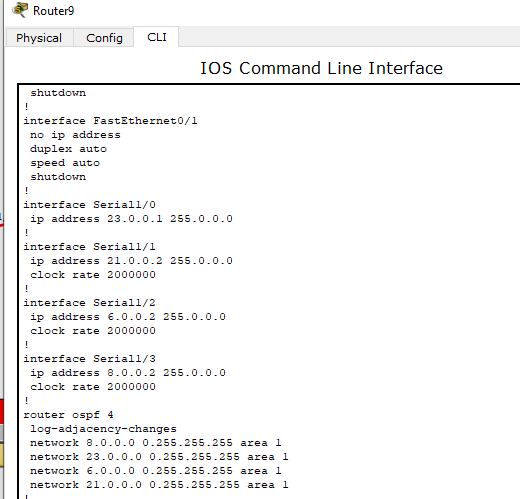 Router9
Physical Config CLI
IOS Command Line Interface
shutdown
!
interface FastEthernet0/1
no ip address
duplex auto
speed auto
shutdown
!
interface Serial1/0
ip address 23.0.0.1 255.0.0.0
!
interface Serial1/1
ip address 21.0.0.2 255.0.0.0
clock rate 2000000
!
interface Serial1/2
ip address 6.0.0.2 255.0.0.0
clock rate 2000000
!
interface Serial1/3
ip address 8.0.0.2 255.0.0.0
clock rate 2000000
!
router ospf 4
log-adjacency-changes
network 8.0.0.0 0.255.255.255 area 1
network 23.0.0.0 0.255.255.255 area 1
network 6.0.0.0 0.255.255.255 area 1
network 21.0.0.0 0.255.255.255 area 1
!